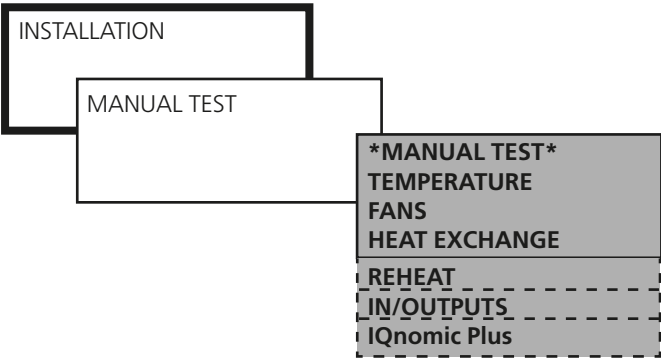 INSTALLATION
MANUAL TEST
*MANUAL TEST*
TEMPERATURE
FANS
HEAT EXCHANGE
REHEAT
IN/OUTPUTS
IQnomic Plus